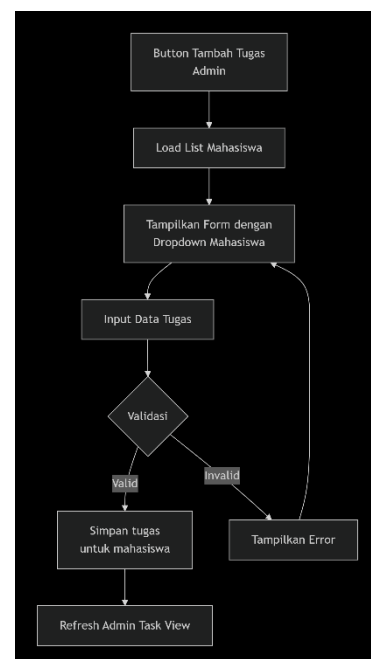 Button Tambah Tugas
Admin
Load List Mahasiswa
Tampilkan Form dengan
Dropdown Mahasiswa
Input Data Tugas
Validasi
Valid
Invalid
Simpan tugas
untuk mahasiswa
Tampilkan Error
Refresh Admin Task View